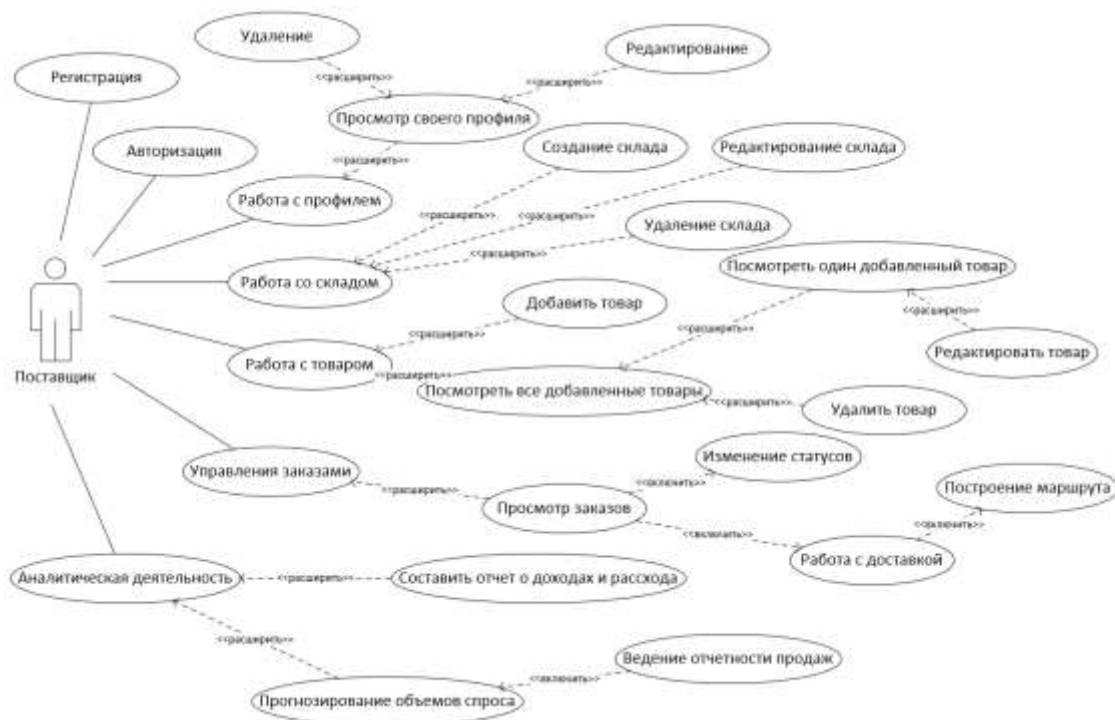 Удаление
Редактирование
Регистрация
<<расширить>>
<<расширить>>
Просмотр своего профиля
Авторизация
Создание склада
Редактирование склада
<<расширить>>
Работа с профилем
<<расширить>>
<<расширить>>
Удаление склада
<<расширить>>
Работа со складом
Посмотреть один добавленный товар
Добавить товар
<<расширить>>
<<расширить>>
<<расширить>>
Редактировать товар
Работа с товаром
<<расширить>>
Поставщик
Посмотреть все добавленные товары
<<расширить>>
Удалить товар
Изменение статусов
Управления заказами
<<расширить>>
<<включить>>
Построение маршрута
Просмотр заказов
<<включить>>
<<включить>>
Работа с доставкой
Аналитическая деятельность
<<расширить>>
Составить отчет о доходах и рассхода
<<расширить>>
Ведение отчетности продаж
<<включить>>
Прогнозирование объемов спроса